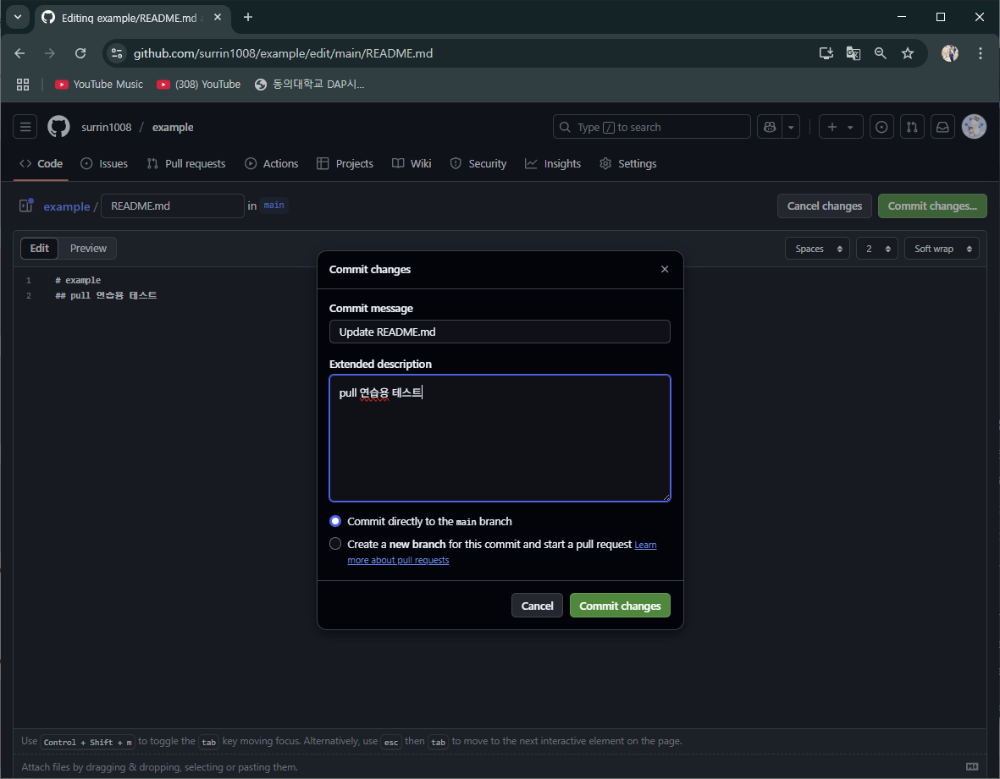 Editing example/README.md
github.com/surrin1008/example/edit/main/README.md
YouTube Music
(308) YouTube
동의대학교 DAP시...
surrin1008 / example
Type / to search
Code
Issues
Pull requests
Actions
Projects
Wiki
Security
Insights
Settings
example / README.md in main
Cancel changes
Commit changes...
Edit
Preview
Spaces
2
Soft wrap
1 # example
2 ## pull 연습용 테스트
Commit changes
Commit message
Update README.md
Extended description
pull 연습용 테스트
Commit directly to the main branch
Create a new branch for this commit and start a pull request Learn
more about pull requests
Cancel
Commit changes
Use Control + Shift + m to toggle the tab key moving focus. Alternatively, use esc then tab to move to the next interactive element on the page.
Attach files by dragging & dropping, selecting or pasting them.